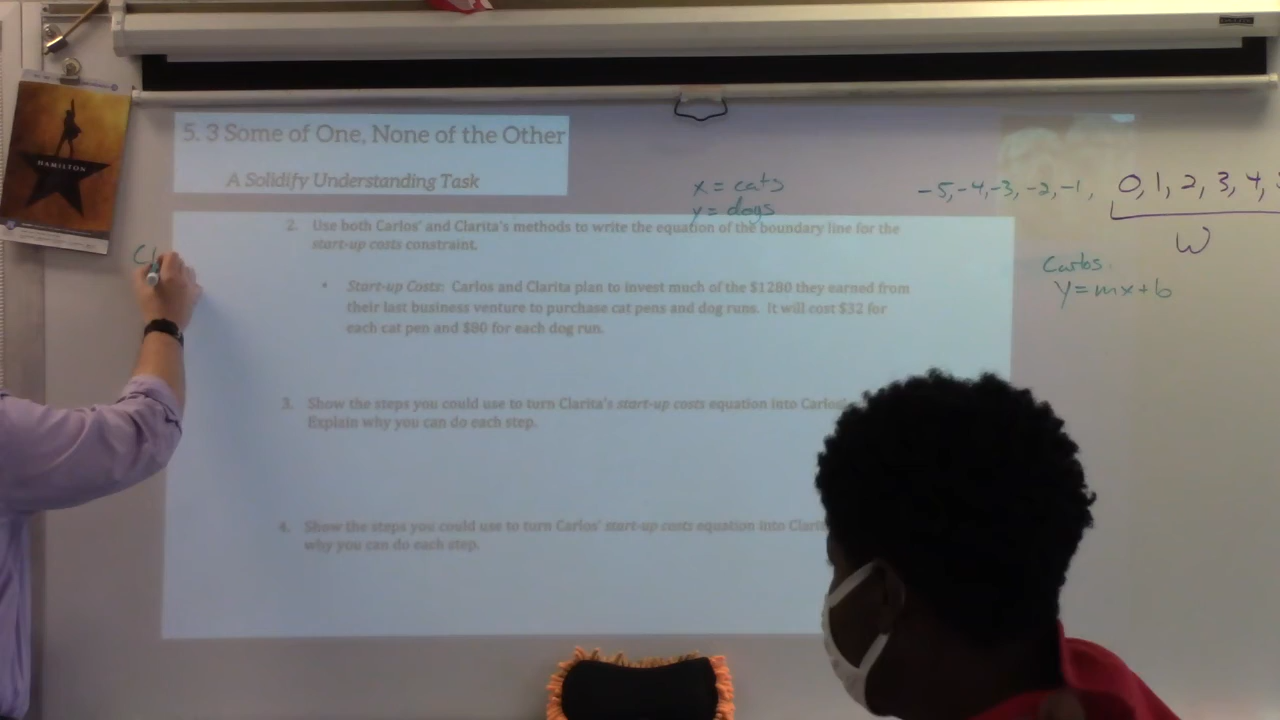 HAMILTON
5. 3 Some of One, None of the Other
A Solidify Understanding Task
x = cats
y = dogs
-5, -4, -3, -2, -1, 0, 1, 2, 3, 4,
W
Carlos
y=mx+b
Cl
2. Use both Carlos' and Clarita's methods to write the equation of the boundary line for the
start-up costs constraint.
• Start-up Costs: Carlos and Clarita plan to invest much of the $1280 they earned from
their last business venture to purchase cat pens and dog runs. It will cost $32 for
each cat pen and $80 for each dog run.
3. Show the steps you could use to turn Clarita's start-up costs equation into Carlos'
Explain why you can do each step.
4. Show the steps you could use to turn Carlos' start-up costs equation into
why you can do each step.